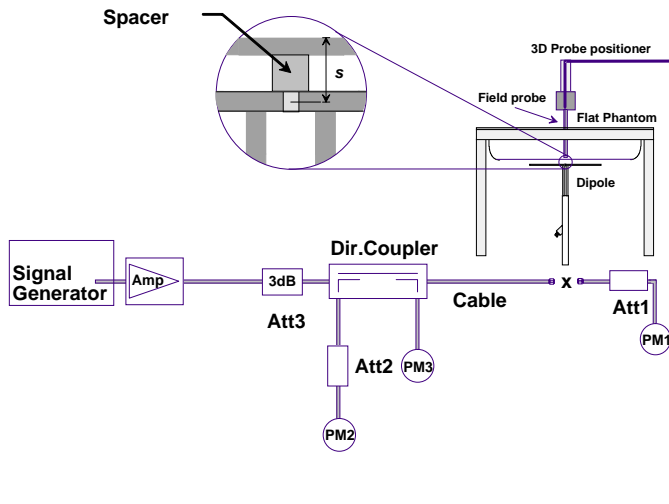 Spacer
s
3D Probe positioner
Field probe
Flat Phantom
Dipole
Signal
Generator
Amp
3dB
Att3
Dir.Coupler
Cable
x
Att1
PM1
Att2
PM3
PM2